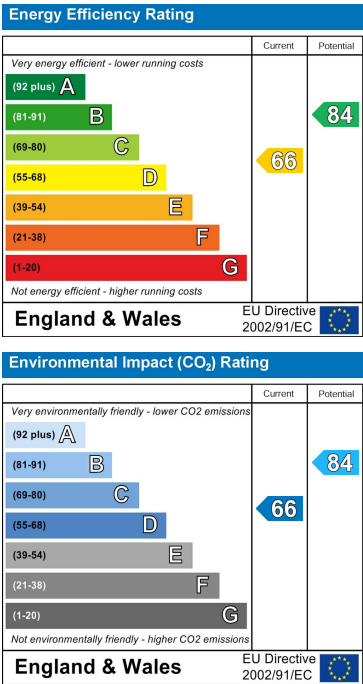 Energy Efficiency Rating
Current Potential
Very energy efficient - lower running costs
(92 plus) A
(81-91) B
84
(69-80) C
66
(55-68) D
(39-54) E
(21-38) F
(1-20) G
Not energy efficient - higher running costs
England & Wales
EU Directive
2002/91/EC
Environmental Impact (CO₂) Rating
Current Potential
Very environmentally friendly - lower CO2 emissions
(92 plus) A
(81-91) B
84
(69-80) C
66
(55-68) D
(39-54) E
(21-38) F
(1-20) G
Not environmentally friendly - higher CO2 emissions
England & Wales
EU Directive
2002/91/EC